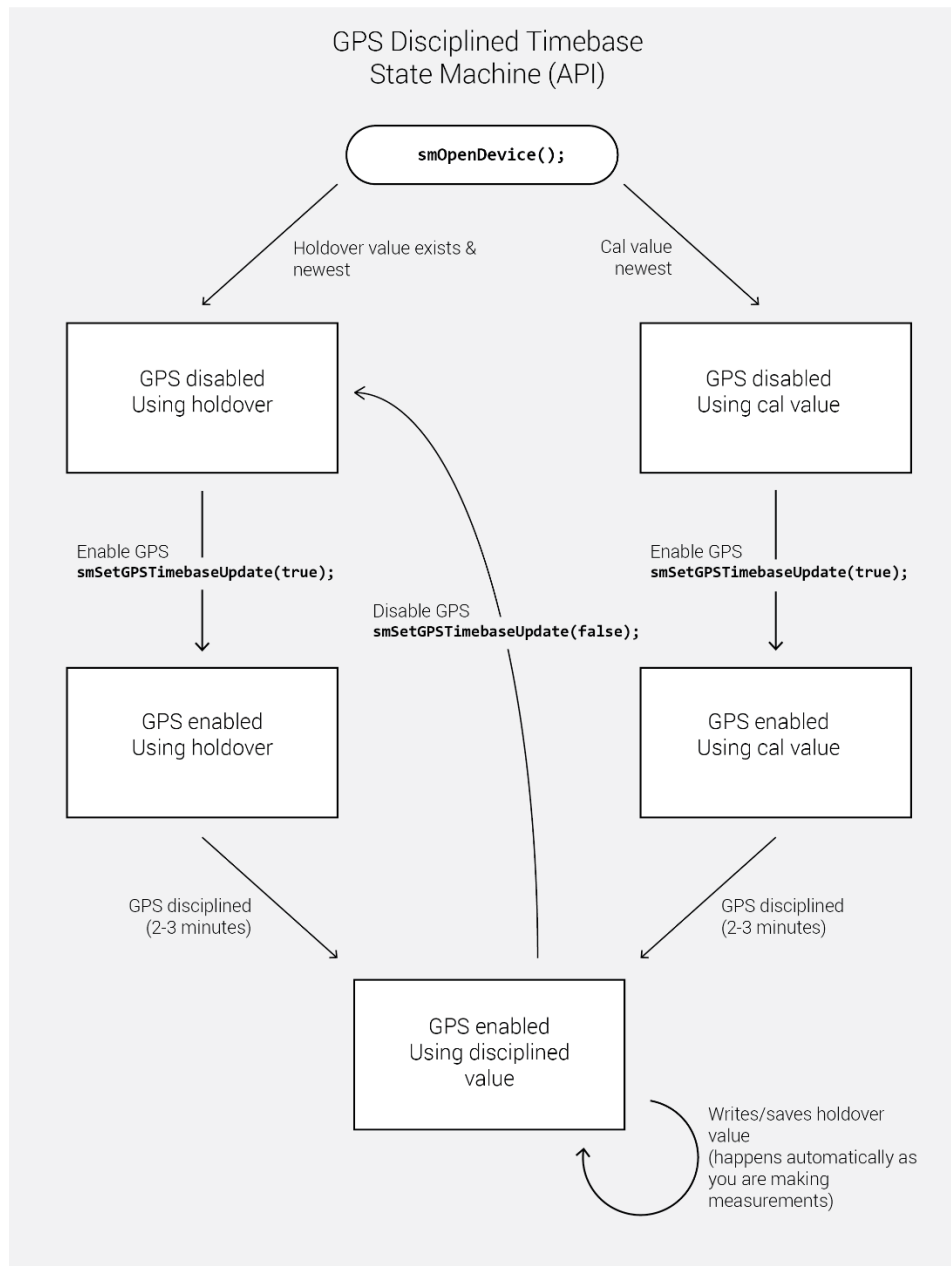 GPS Disciplined Timebase
State Machine (API)
smOpenDevice();
Holdover value exists &
newest
Cal value
newest
GPS disabled
Using holdover
GPS disabled
Using cal value
Enable GPS
smSetGPSTimebaseUpdate(true);
Enable GPS
smSetGPSTimebaseUpdate(true);
Disable GPS
smSetGPSTimebaseUpdate(false);
GPS enabled
Using holdover
GPS enabled
Using cal value
GPS disciplined
(2-3 minutes)
GPS disciplined
(2-3 minutes)
GPS enabled
Using disciplined
value
Writes/saves holdover
value
(happens automatically as
you are making
measurements)